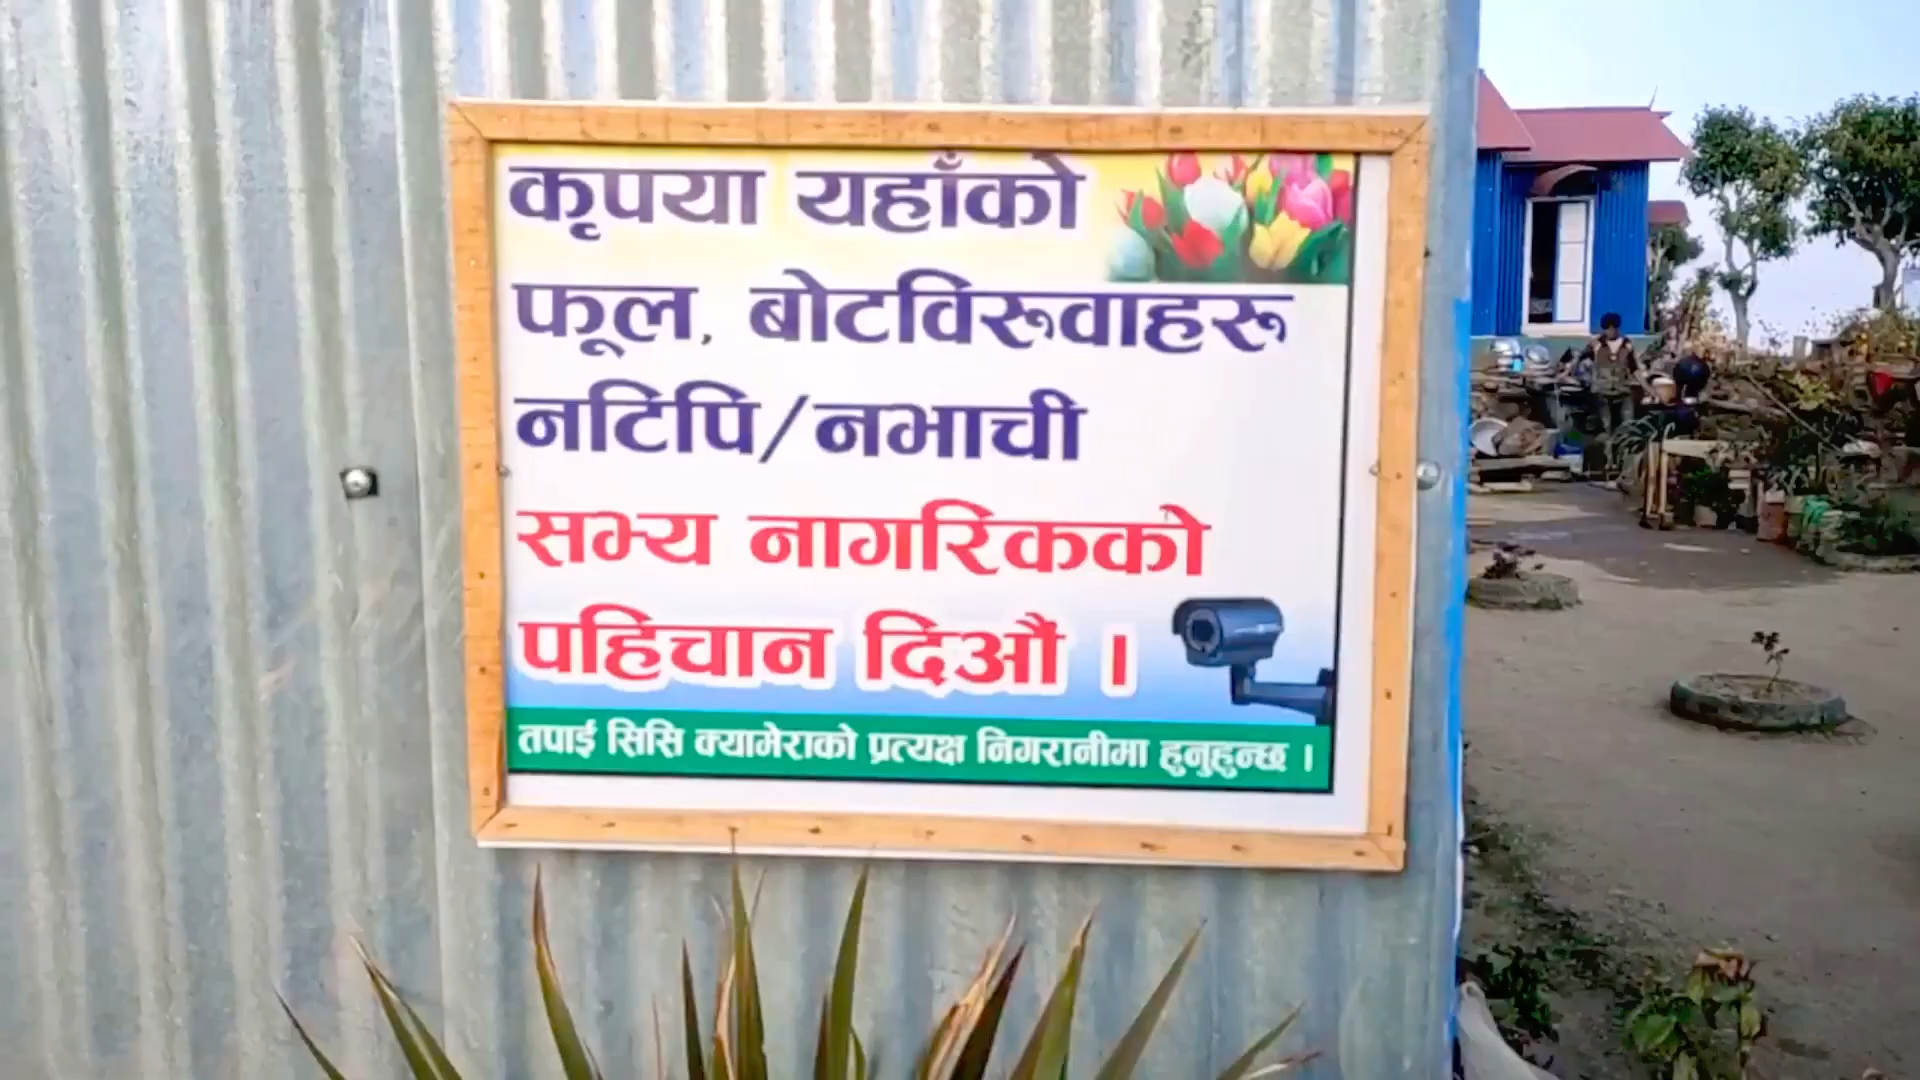 कृपया यहाँको
फूल, बोटविरुवाहरू
नटिपि/नभाची
सभ्य नागरिकको
पहिचान दिऔं ।
तपाई सिसि क्यामेराको प्रत्यक्ष निगरानीमा हुनुहुन्छ ।